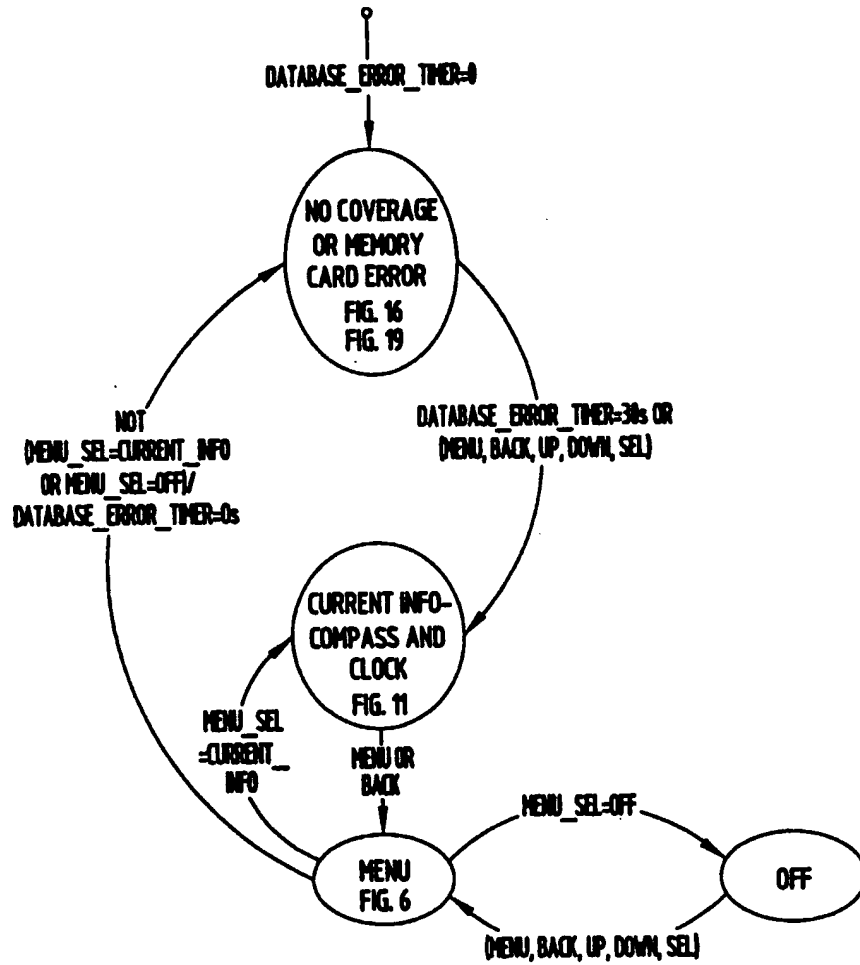 DATABASE_ERROR_TIMER=0
NO COVERAGE
OR MEMORY
CARD ERROR
FIG. 16
FIG. 19
NOT
(MENU_SEL=CURRENT_INFO
OR MENU_SEL=OFF)/
DATABASE_ERROR_TIMER=0s
DATABASE_ERROR_TIMER=30s OR
(MENU, BACK, UP, DOWN, SEL)
CURRENT INFO-
COMPASS AND
CLOCK
FIG. 11
MENU_SEL
=CURRENT_
INFO
MENU OR
BACK
MENU_SEL=OFF
MENU
FIG. 6
OFF
(MENU, BACK, UP, DOWN, SEL)